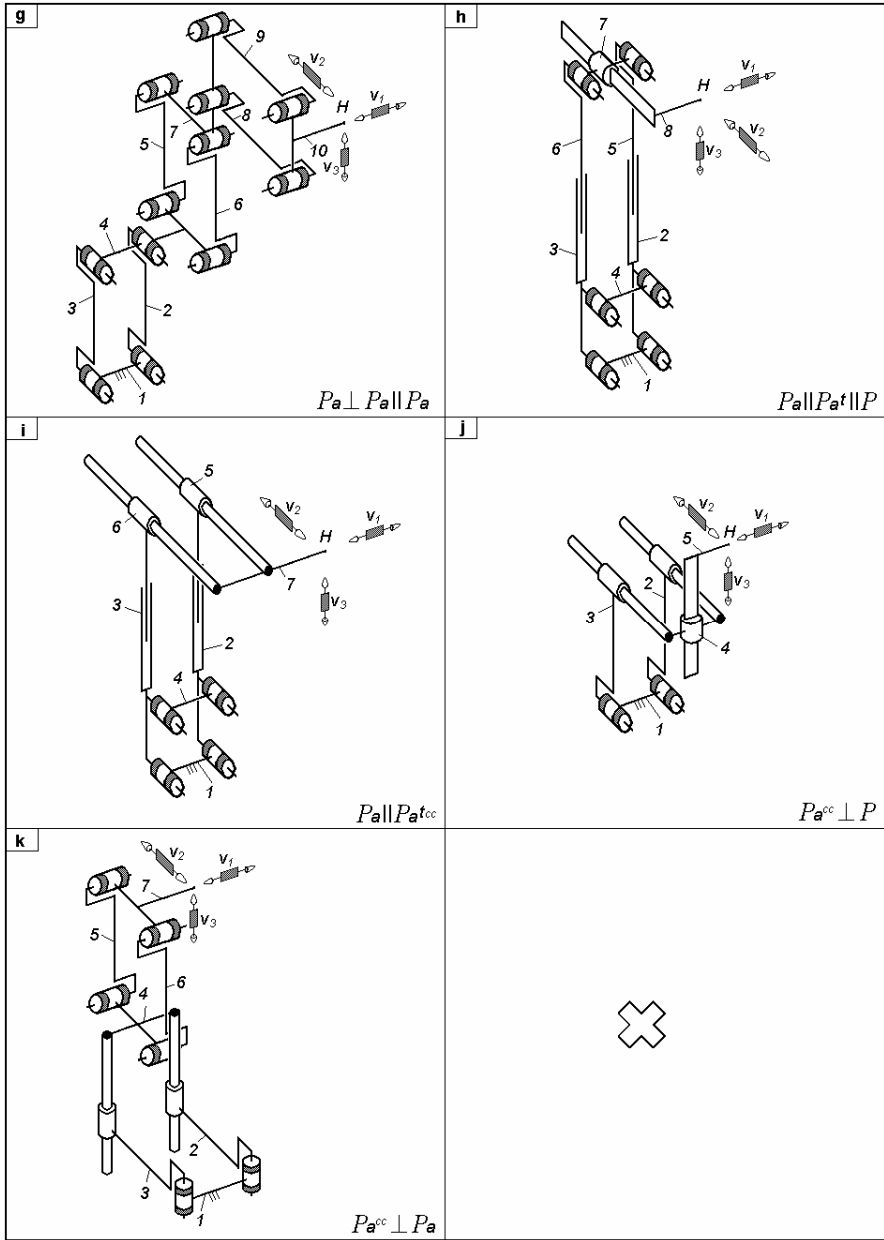 g
9
v2
H
v1
7
8
5
10
v3
6
4
3
2
1
Pa ⊥ Pa || Pa
h
7
H
v1
8
v2
6
5
v3
3
2
4
1
Pa || Paᵗ || P
i
5
v2
6
v1
H
7
3
v3
2
4
1
Pa || Paᵗᶜᶜ
j
v2
H
v1
5
2
v3
3
4
1
Paᶜᶜ ⊥ P
k
v2
v1
7
v3
5
6
4
2
3
1
Paᶜᶜ ⊥ Pa